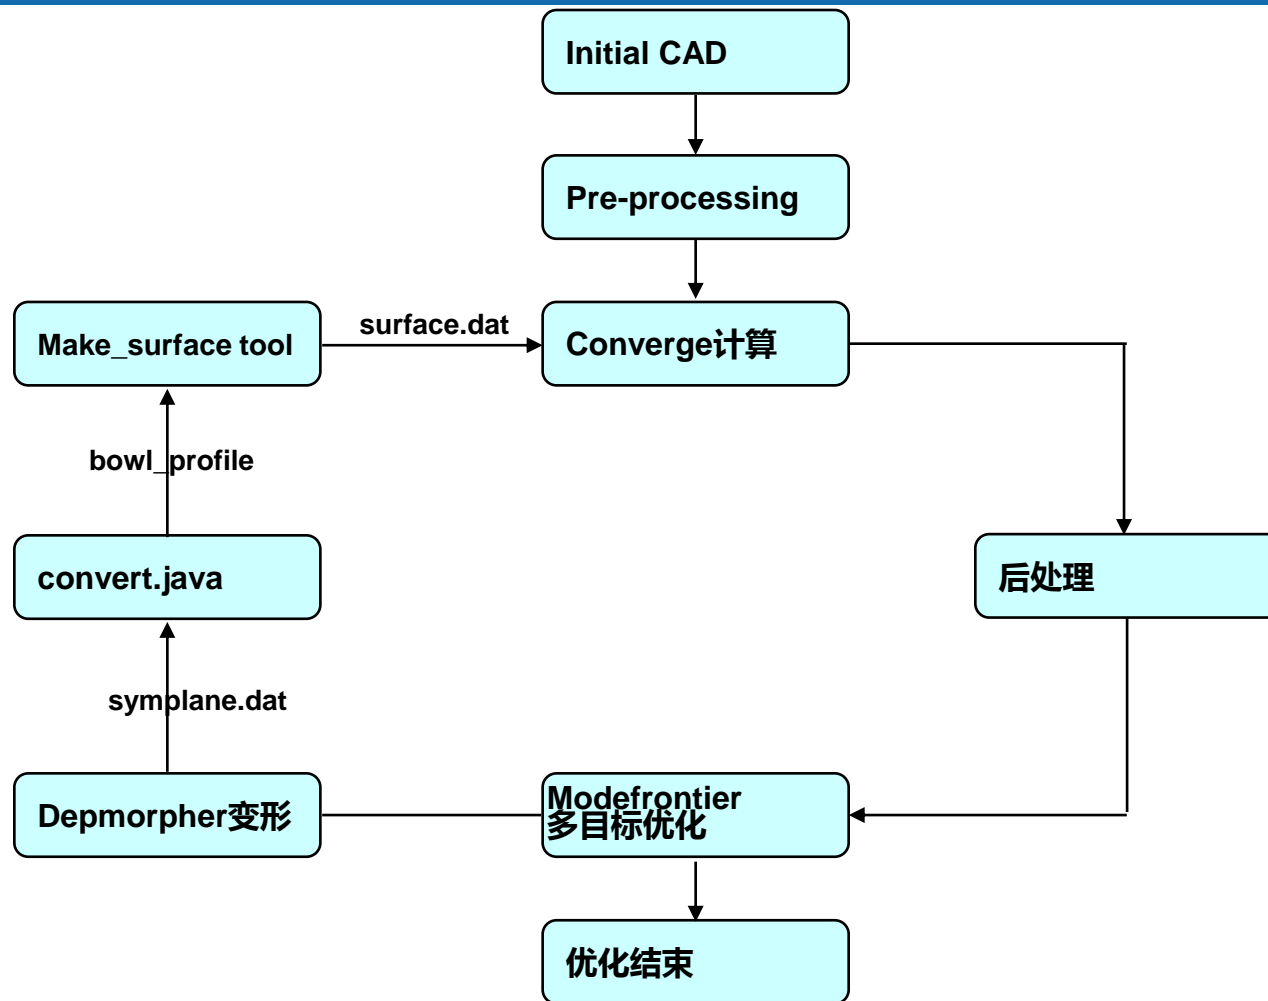 Initial CAD
Pre-processing
Make_surface tool
surface.dat
Converge计算
bowl_profile
convert.java
后处理
symplane.dat
Depmorpher变形
Modefrontier
多目标优化
优化结束